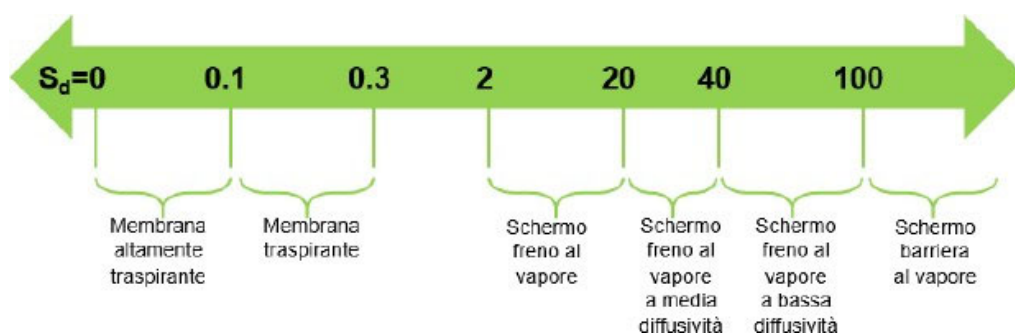 Sd=0 0.1 0.3 2 20 40 100
Membrana
altamente
traspirante
Membrana
traspirante
Schermo
freno al
vapore
Schermo
freno al
vapore
a media
diffusività
Schermo
freno al
vapore
a bassa
diffusività
Schermo
barriera
al vapore